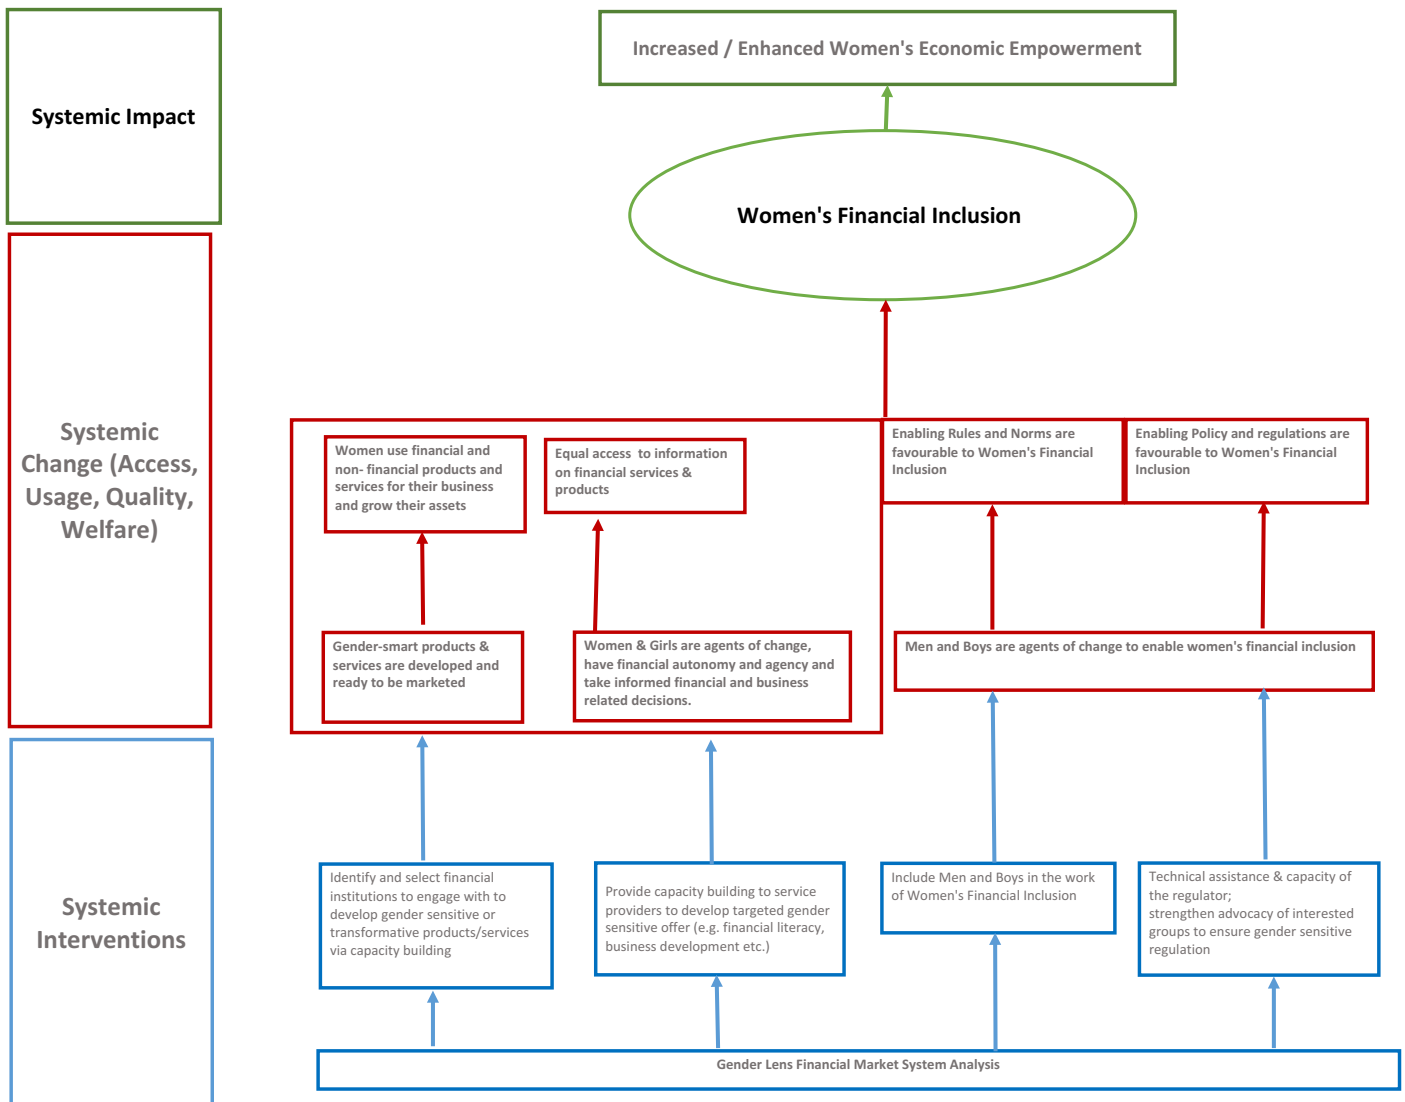 Increased / Enhanced Women's Economic Empowerment
Systemic Impact
Women's Financial Inclusion
Systemic
Change (Access,
Usage, Quality,
Welfare)
Women use financial and
non- financial products and
services for their business
and grow their assets
Equal access  to information
on financial services &
products
Enabling Rules and Norms are
favourable to Women's Financial
Inclusion
Enabling Policy and regulations are
favourable to Women's Financial
Inclusion
Gender-smart products &
services are developed and
ready to be marketed
Women & Girls are agents of change,
have financial autonomy and agency and
take informed financial and business
related decisions.
Men and Boys are agents of change to enable women's financial inclusion
Systemic
Interventions
Identify and select financial
institutions to engage with to
develop gender sensitive or
transformative products/services
via capacity building
Provide capacity building to service
providers to develop targeted gender
sensitive offer (e.g. financial literacy,
business development etc.)
Include Men and Boys in the work
of Women's Financial Inclusion
Technical assistance & capacity of
the regulator;
strengthen advocacy of interested
groups to ensure gender sensitive
regulation
Gender Lens Financial Market System Analysis